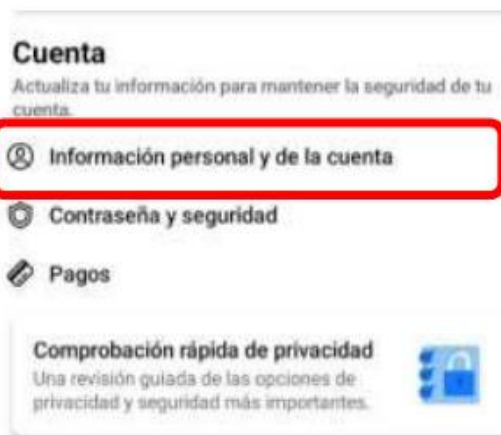 Cuenta
Actualiza tu información para mantener la seguridad de tu
cuenta.
Información personal y de la cuenta
Contraseña y seguridad
Pagos
Comprobación rápida de privacidad
Una revisión guiada de las opciones de
privacidad y seguridad más importantes.